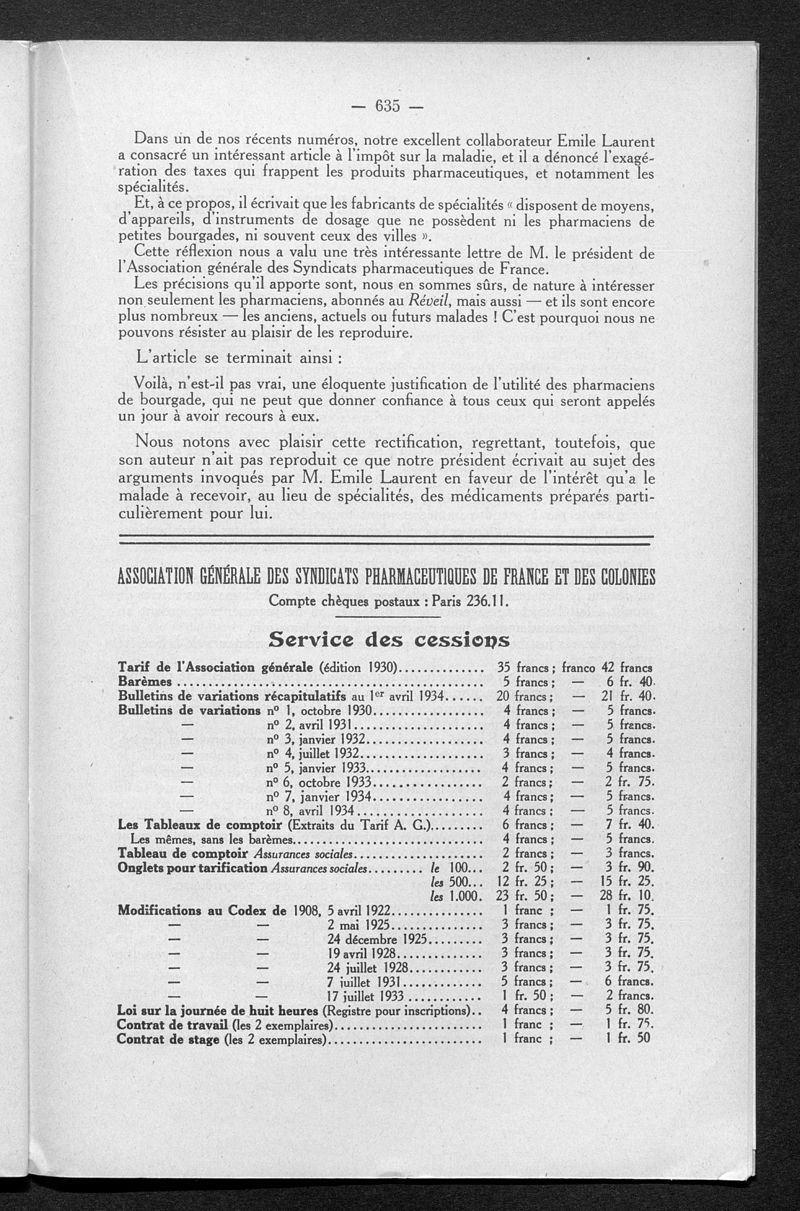 — 635 —
Dans un de nos récents numéros, notre excellent collaborateur Emile Laurent
a consacré un intéressant article à l'impôt sur la maladie, et il a dénoncé l'exagé-
ration des taxes qui frappent les produits pharmaceutiques, et notamment les
spécialités.
Et, à ce propos, il écrivait que les fabricants de spécialités « disposent de moyens,
d'appareils, d'instruments de dosage que ne possèdent ni les pharmaciens de
petites bourgades, ni souvent ceux des villes ».
Cette réflexion nous a valu une très intéressante lettre de M. le président de
l'Association générale des Syndicats pharmaceutiques de France.
Les précisions qu'il apporte sont, nous en sommes sûrs, de nature à intéresser
non seulement les pharmaciens, abonnés au Réveil, mais aussi — et ils sont encore
plus nombreux — les anciens, actuels ou futurs malades ! C'est pourquoi nous ne
pouvons résister au plaisir de les reproduire.
L'article se terminait ainsi :
Voilà, n'est-il pas vrai, une éloquente justification de l'utilité des pharmaciens
de bourgade, qui ne peut que donner confiance à tous ceux qui seront appelés
un jour à avoir recours à eux.
Nous notons avec plaisir cette rectification, regrettant, toutefois, que
son auteur n'ait pas reproduit ce que notre président écrivait au sujet des
arguments invoqués par M. Emile Laurent en faveur de l'intérêt qu'a le
malade à recevoir, au lieu de spécialités, des médicaments préparés parti-
culièrement pour lui.
ASSOCIATION GÉNÉRALE DES SYNDICATS PHARMACEUTIQUES DE FRANCE ET DES COLONIES
Compte chèques postaux : Paris 236.11.
Service des cessions
Tarif de l'Association générale (édition 1930).............. 35 francs ; franco 42 francs
Barèmes ................................................ 5 francs ; — 6 fr. 40.
Bulletins de variations récapitulatifs au 1er avril 1934...... 20 francs ; — 21 fr. 40.
Bulletins de variations nº 1, octobre 1930.................. 4 francs ; — 5 francs.
— nº 2, avril 1931..................... 4 francs ; — 5 francs.
— nº 3, janvier 1932................... 4 francs ; — 5 francs.
— nº 4, juillet 1932.................... 3 francs ; — 4 francs.
— nº 5, janvier 1933................... 4 francs ; — 5 francs.
— nº 6, octobre 1933.................. 2 francs ; — 2 fr. 75.
— nº 7, janvier 1934.................. 4 francs ; — 5 francs.
— nº 8, avril 1934.................... 4 francs : — 5 francs.
Les Tableaux de comptoir (Extraits du Tarif A. G.)......... 6 francs ; — 7 fr. 40.
Les mêmes, sans les barèmes............................... 4 francs ; — 5 francs.
Tableau de comptoir Assurances sociales..................... 2 francs ; — 3 francs.
Onglets pour tarification Assurances sociales......... le 100... 2 fr. 50 ; — 3 fr. 90.
les 500... 12 fr. 25 ; — 15 fr. 25.
les 1.000. 23 fr. 50 ; — 28 fr. 10.
Modifications au Codex de 1908, 5 avril 1922............... 1 franc ; — 1 fr. 75.
— — 2 mai 1925............... 3 francs ; — 3 fr. 75.
— — 24 décembre 1925......... 3 francs ; — 3 fr. 75.
— — 19 avril 1928.............. 3 francs ; — 3 fr. 75.
— — 24 juillet 1928............ 3 francs ; — 3 fr. 75.
— — 7 juillet 1931............. 5 francs ; — 6 francs.
— — 17 juillet 1933 ............ 1 fr. 50 ; — 2 francs.
Loi sur la journée de huit heures (Registre pour inscriptions).. 4 francs ; — 5 fr. 80.
Contrat de travail (les 2 exemplaires)........................ 1 franc ; — 1 fr. 75.
Contrat de stage (les 2 exemplaires)......................... 1 franc ; — 1 fr. 50